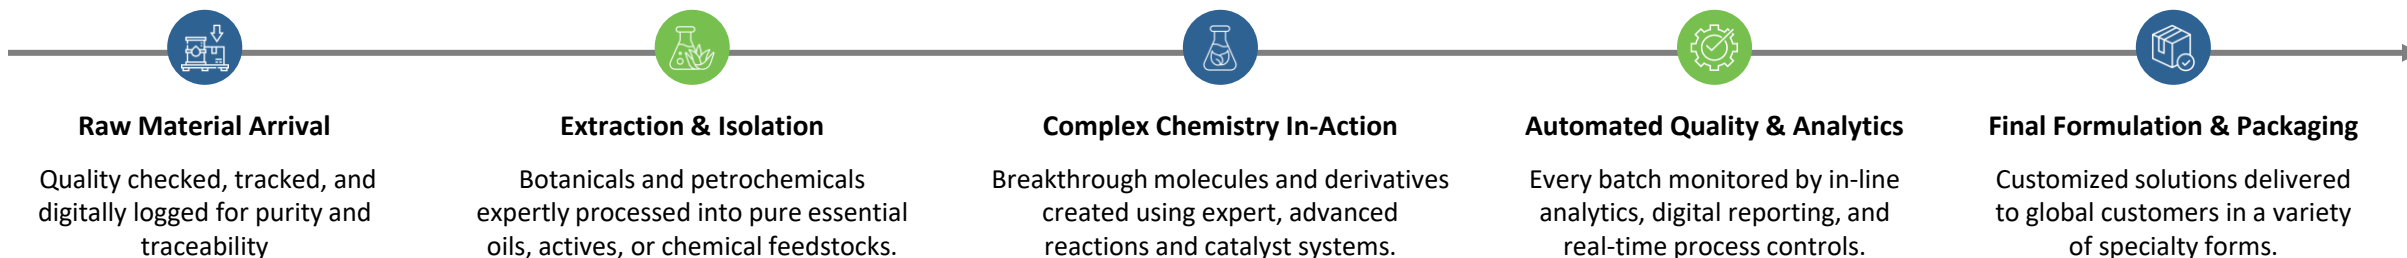 Raw Material Arrival
Quality checked, tracked, and
digitally logged for purity and
traceability
Extraction & Isolation
Botanicals and petrochemicals
expertly processed into pure essential
oils, actives, or chemical feedstocks.
Complex Chemistry In-Action
Breakthrough molecules and derivatives
created using expert, advanced
reactions and catalyst systems.
Automated Quality & Analytics
Every batch monitored by in-line
analytics, digital reporting, and
real-time process controls.
Final Formulation & Packaging
Customized solutions delivered
to global customers in a variety
of specialty forms.